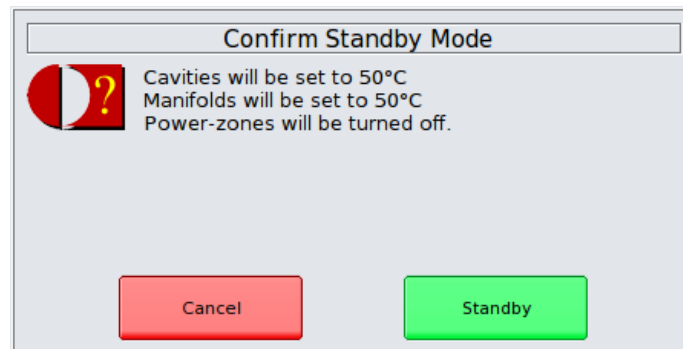 Confirm Standby Mode
?
Cavities will be set to 50°C
Manifolds will be set to 50°C
Power-zones will be turned off.
Cancel
Standby